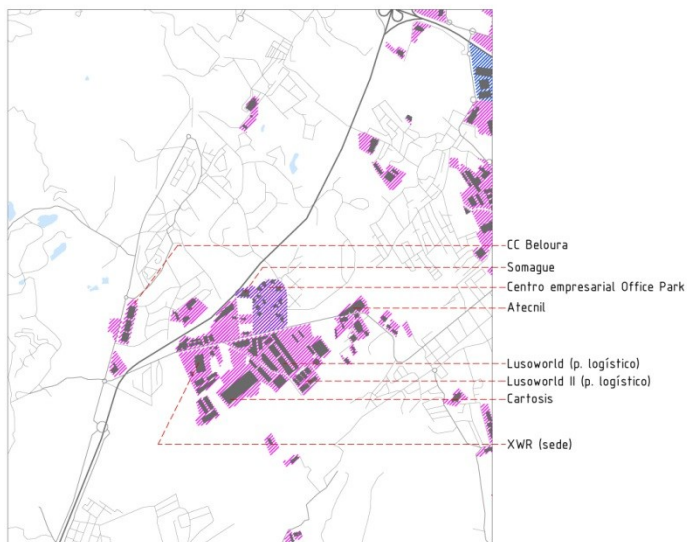 CC Beloura
Somague
Centro empresarial Office Park
Atecnil
Lusoworld (p. logístico)
Lusoworld II (p. logístico)
Cartosis
XWR (sede)